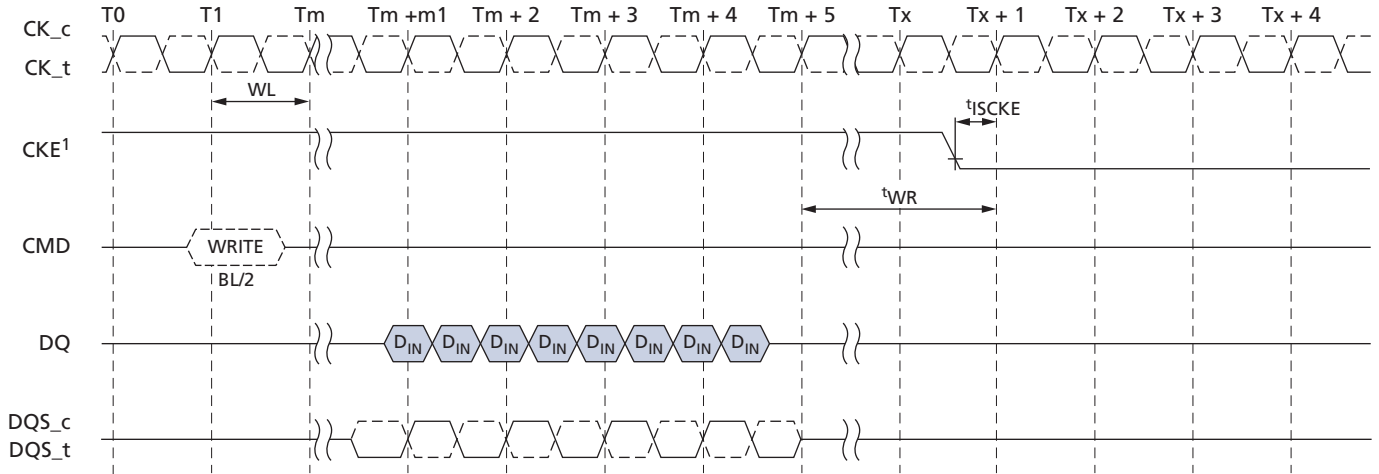 T0 T1 Tm Tm +m1 Tm + 2 Tm + 3 Tm + 4 Tm + 5 Tx Tx + 1 Tx + 2 Tx + 3 Tx + 4
CK_c
CK_t
WL
tISCKE
CKE1
tWR
CMD WRITE
BL/2
DQ DIN DIN DIN DIN DIN DIN DIN DIN
DQS_c
DQS_t